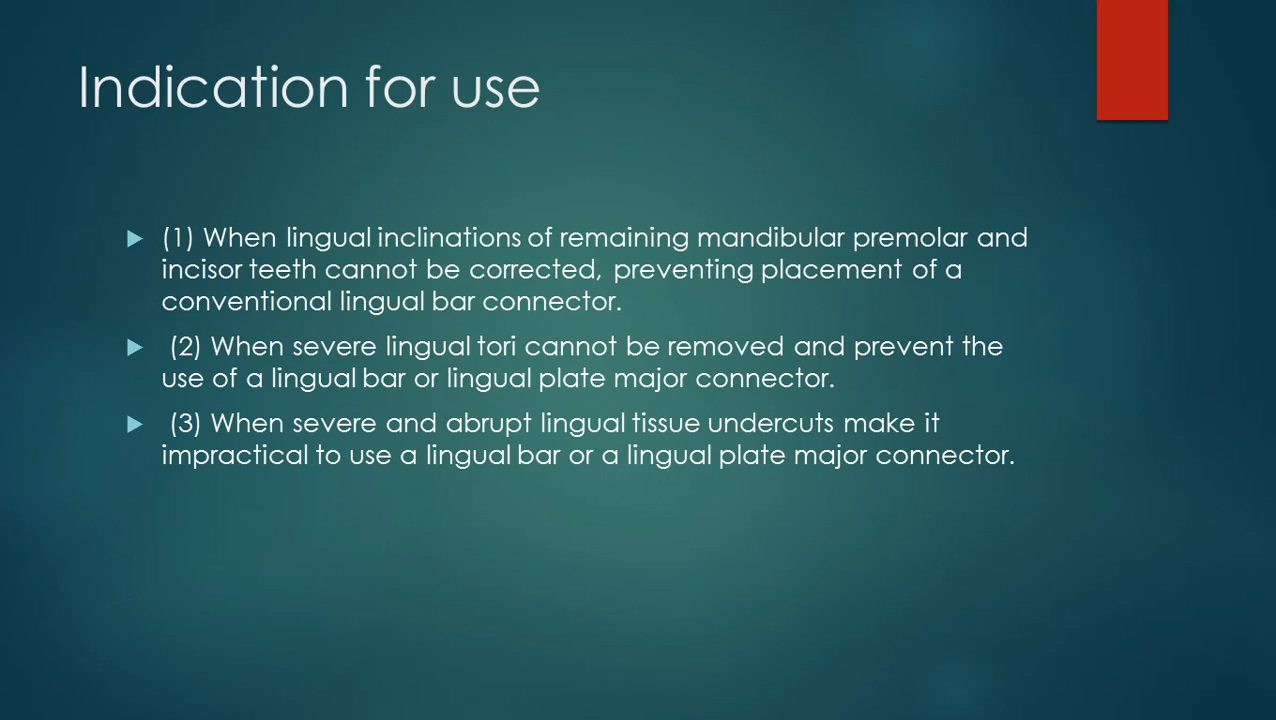 Indication for use
(1) When lingual inclinations of remaining mandibular premolar and
incisor teeth cannot be corrected, preventing placement of a
conventional lingual bar connector.
(2) When severe lingual tori cannot be removed and prevent the
use of a lingual bar or lingual plate major connector.
(3) When severe and abrupt lingual tissue undercuts make it
impractical to use a lingual bar or a lingual plate major connector.